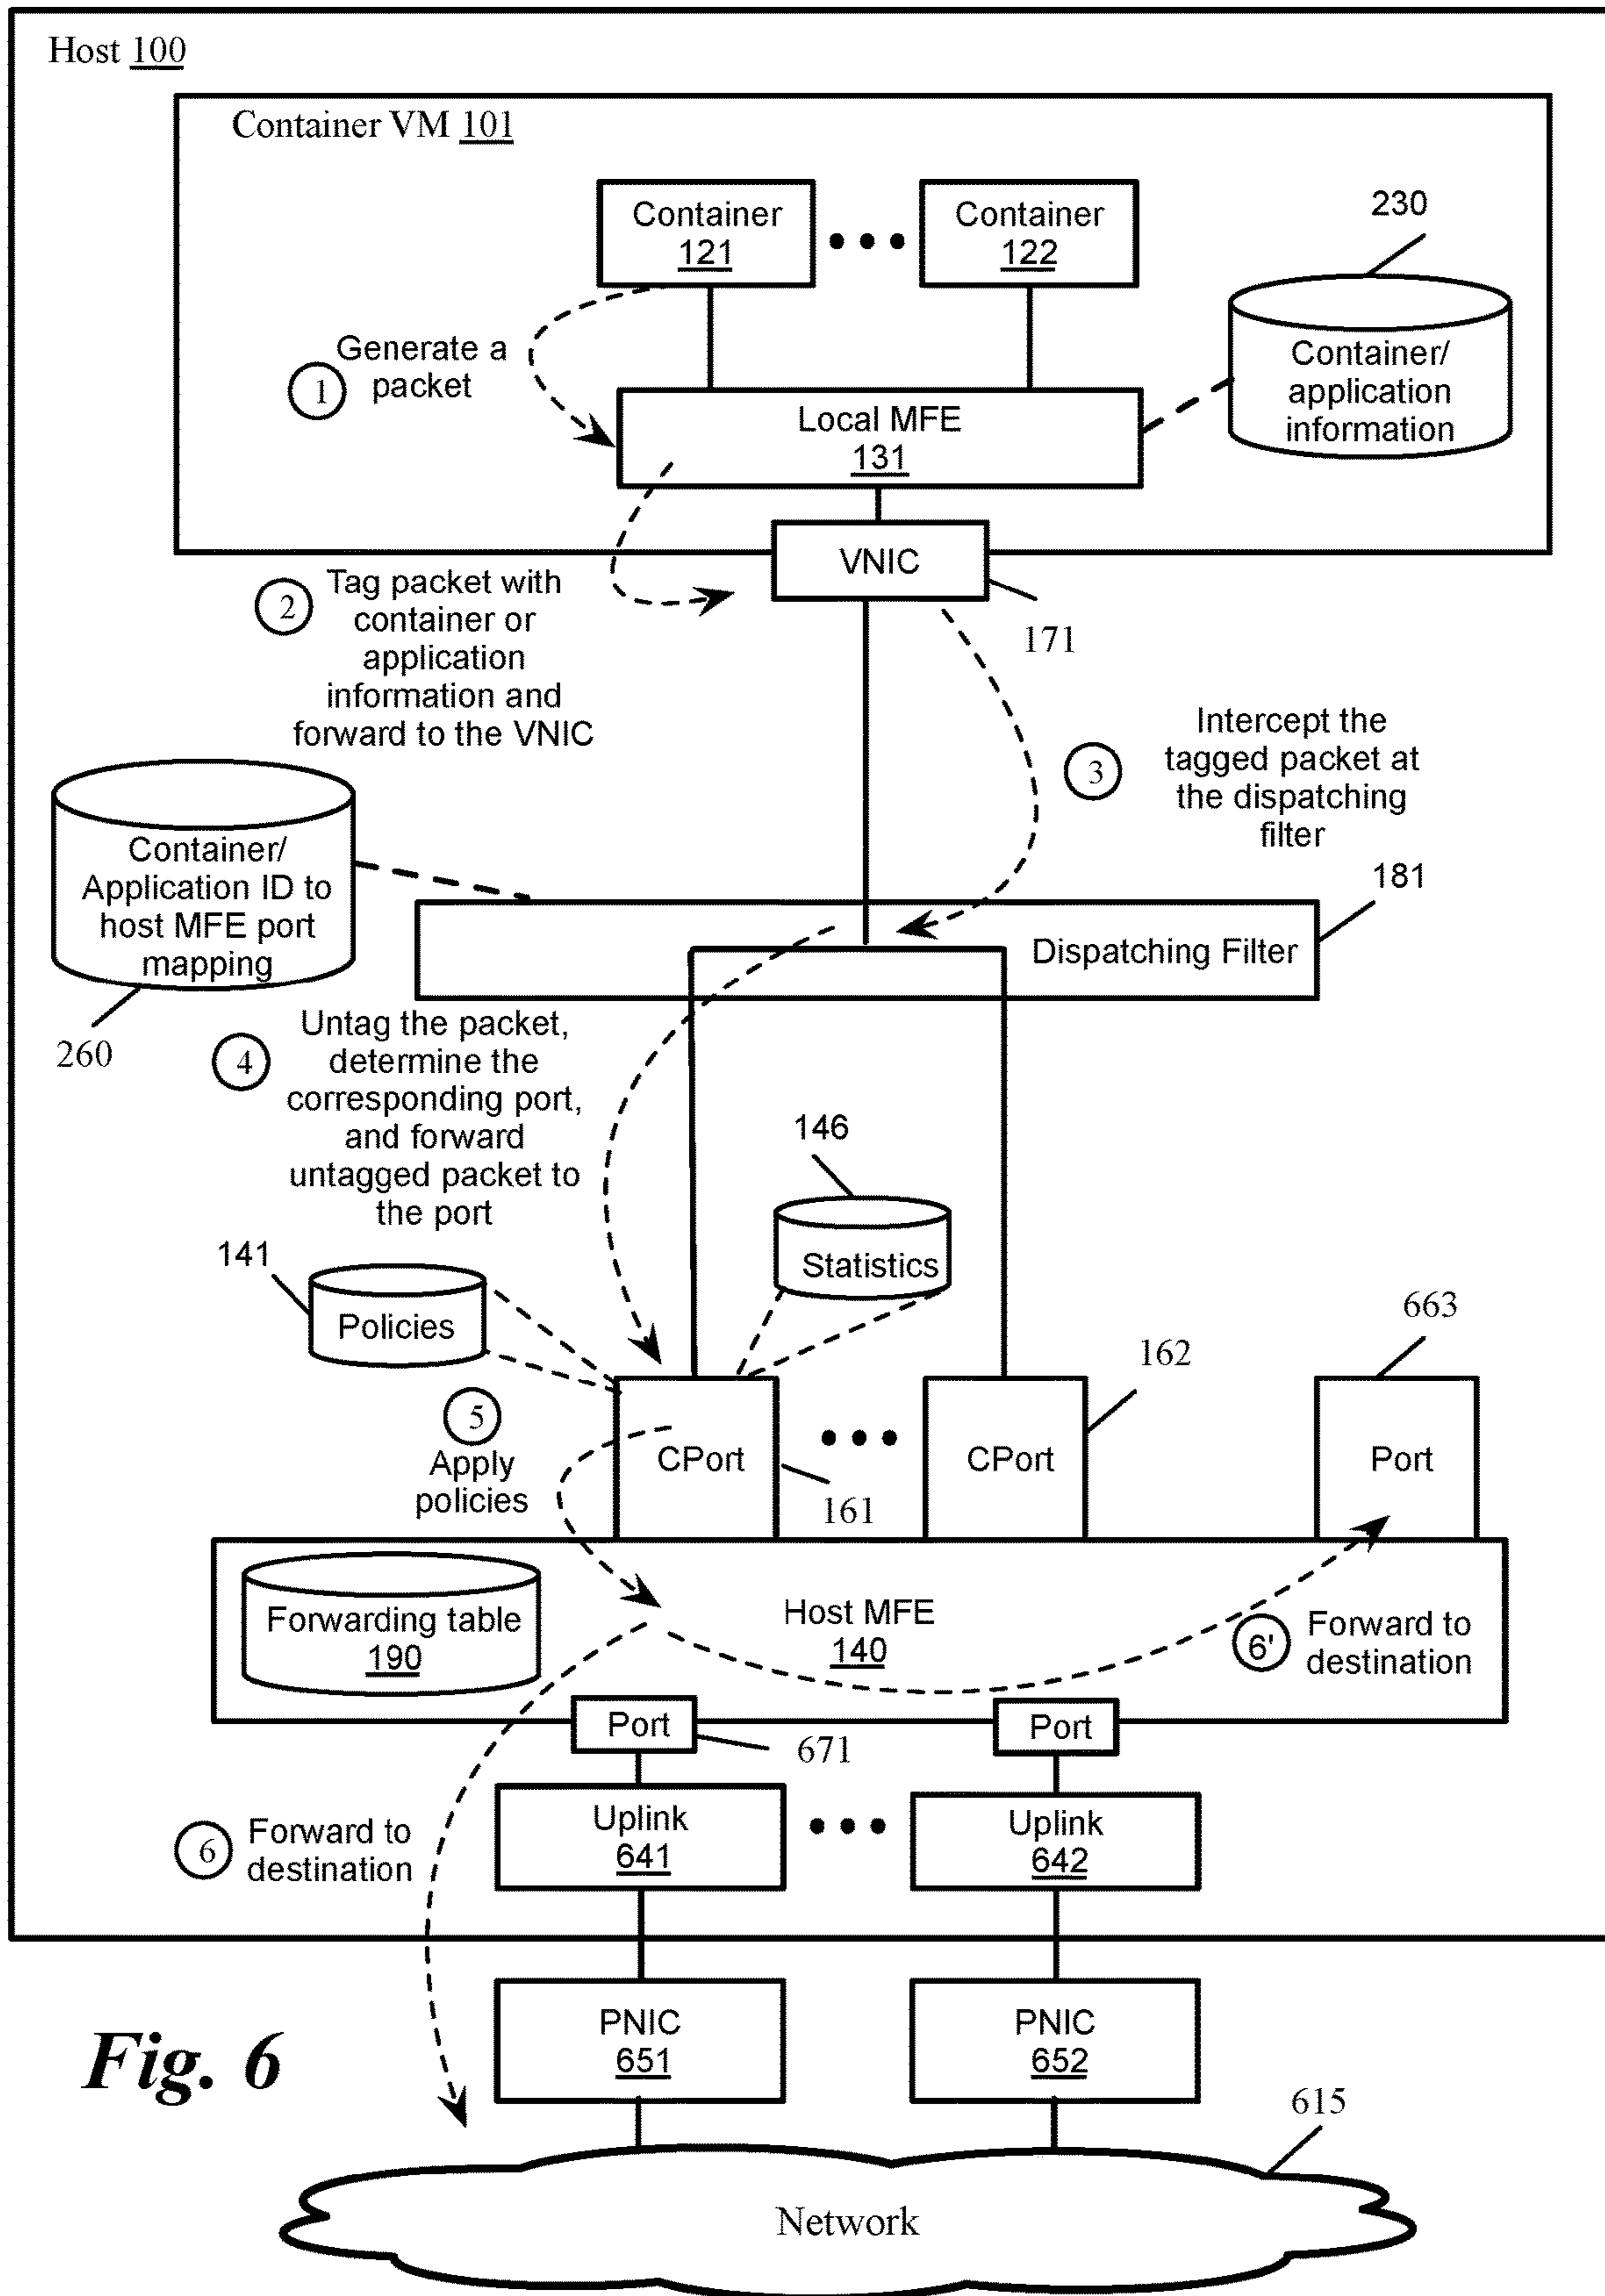 Host 100
Container VM 101
Container
121
Container
122
230
Container/
application
information
1
Generate a
packet
Local MFE
131
VNIC
171
2
Tag packet with
container or
application
information and
forward to the VNIC
3
Intercept the
tagged packet at
the dispatching
filter
Container/
Application ID to
host MFE port
mapping
260
181
Dispatching Filter
4
Untag the packet,
determine the
corresponding port,
and forward
untagged packet to
the port
146
Statistics
141
Policies
663
162
5
Apply
policies
CPort
161
CPort
Port
Forwarding table
190
Host MFE
140
6'
Forward to
destination
Port
671
Port
6
Forward to
destination
Uplink
641
Uplink
642
PNIC
651
PNIC
652
Fig. 6
615
Network